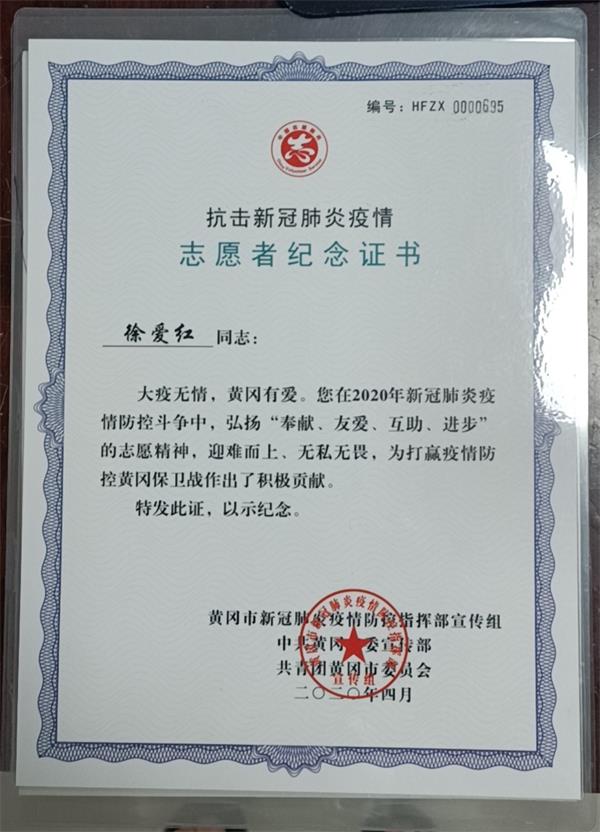 编号：HFZX 0000695
志
China Volunteer Service
抗击新冠肺炎疫情
志愿者纪念证书
徐爱红 同志：
大疫无情，黄冈有爱。您在2020年新冠肺炎疫
情防控斗争中，弘扬“奉献、友爱、互助、进步”
的志愿精神，迎难而上、无私无畏，为打赢疫情防
控黄冈保卫战作出了积极贡献。
特发此证，以示纪念。
黄冈市新冠肺炎疫情防控指挥部宣传组
中共黄冈 委宣传部
共青团黄冈市委员会
二〇二〇年四月
宣传组